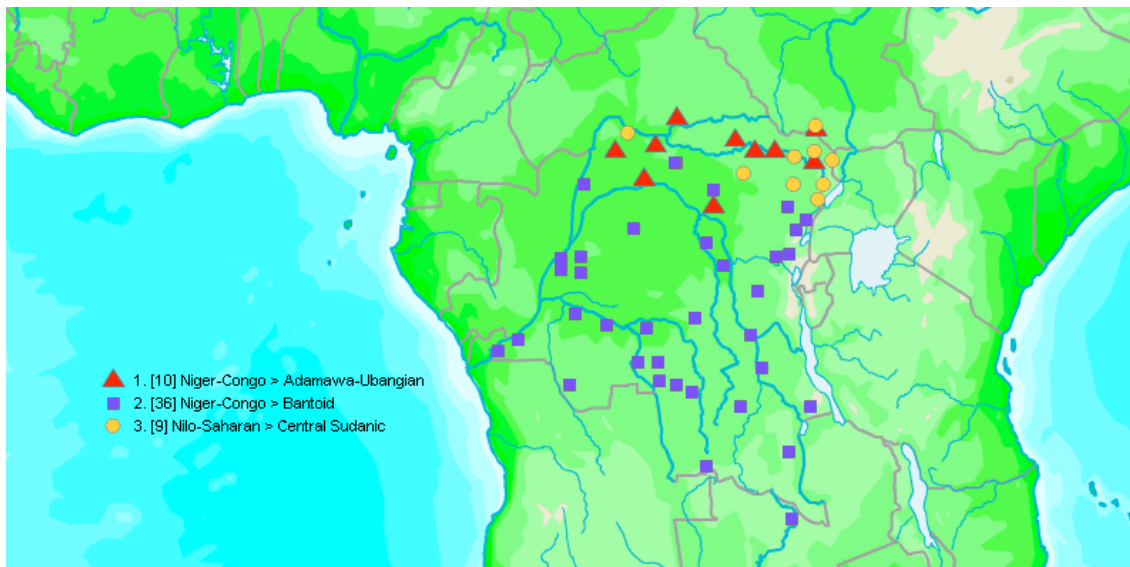 1. [10] Niger-Congo > Adamawa-Ubangian
2. [36] Niger-Congo > Bantoid
3. [9] Nilo-Saharan > Central Sudanic